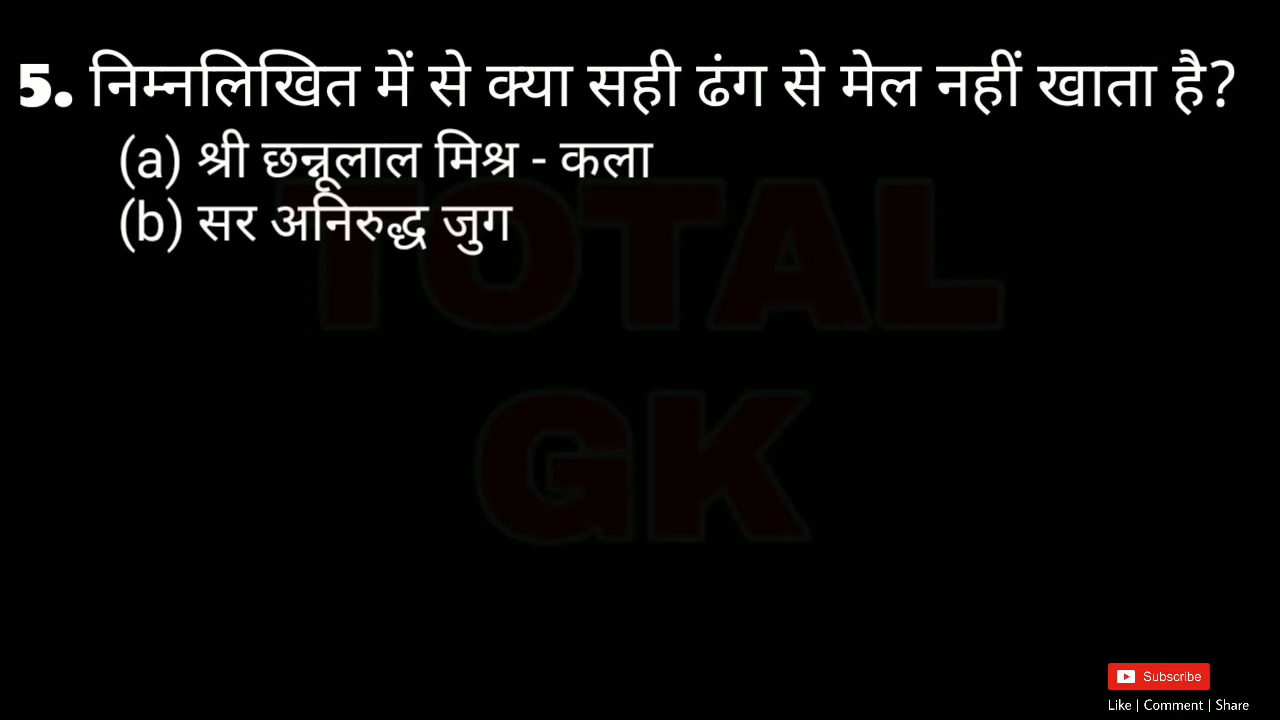 5. निम्नलिखित में से क्या सही ढंग से मेल नहीं खाता है?
(a) श्री छन्नूलाल मिश्र - कला
(b) सर अनिरुद्ध जुग
TOTAL
GK
Subscribe
Like | Comment | Share